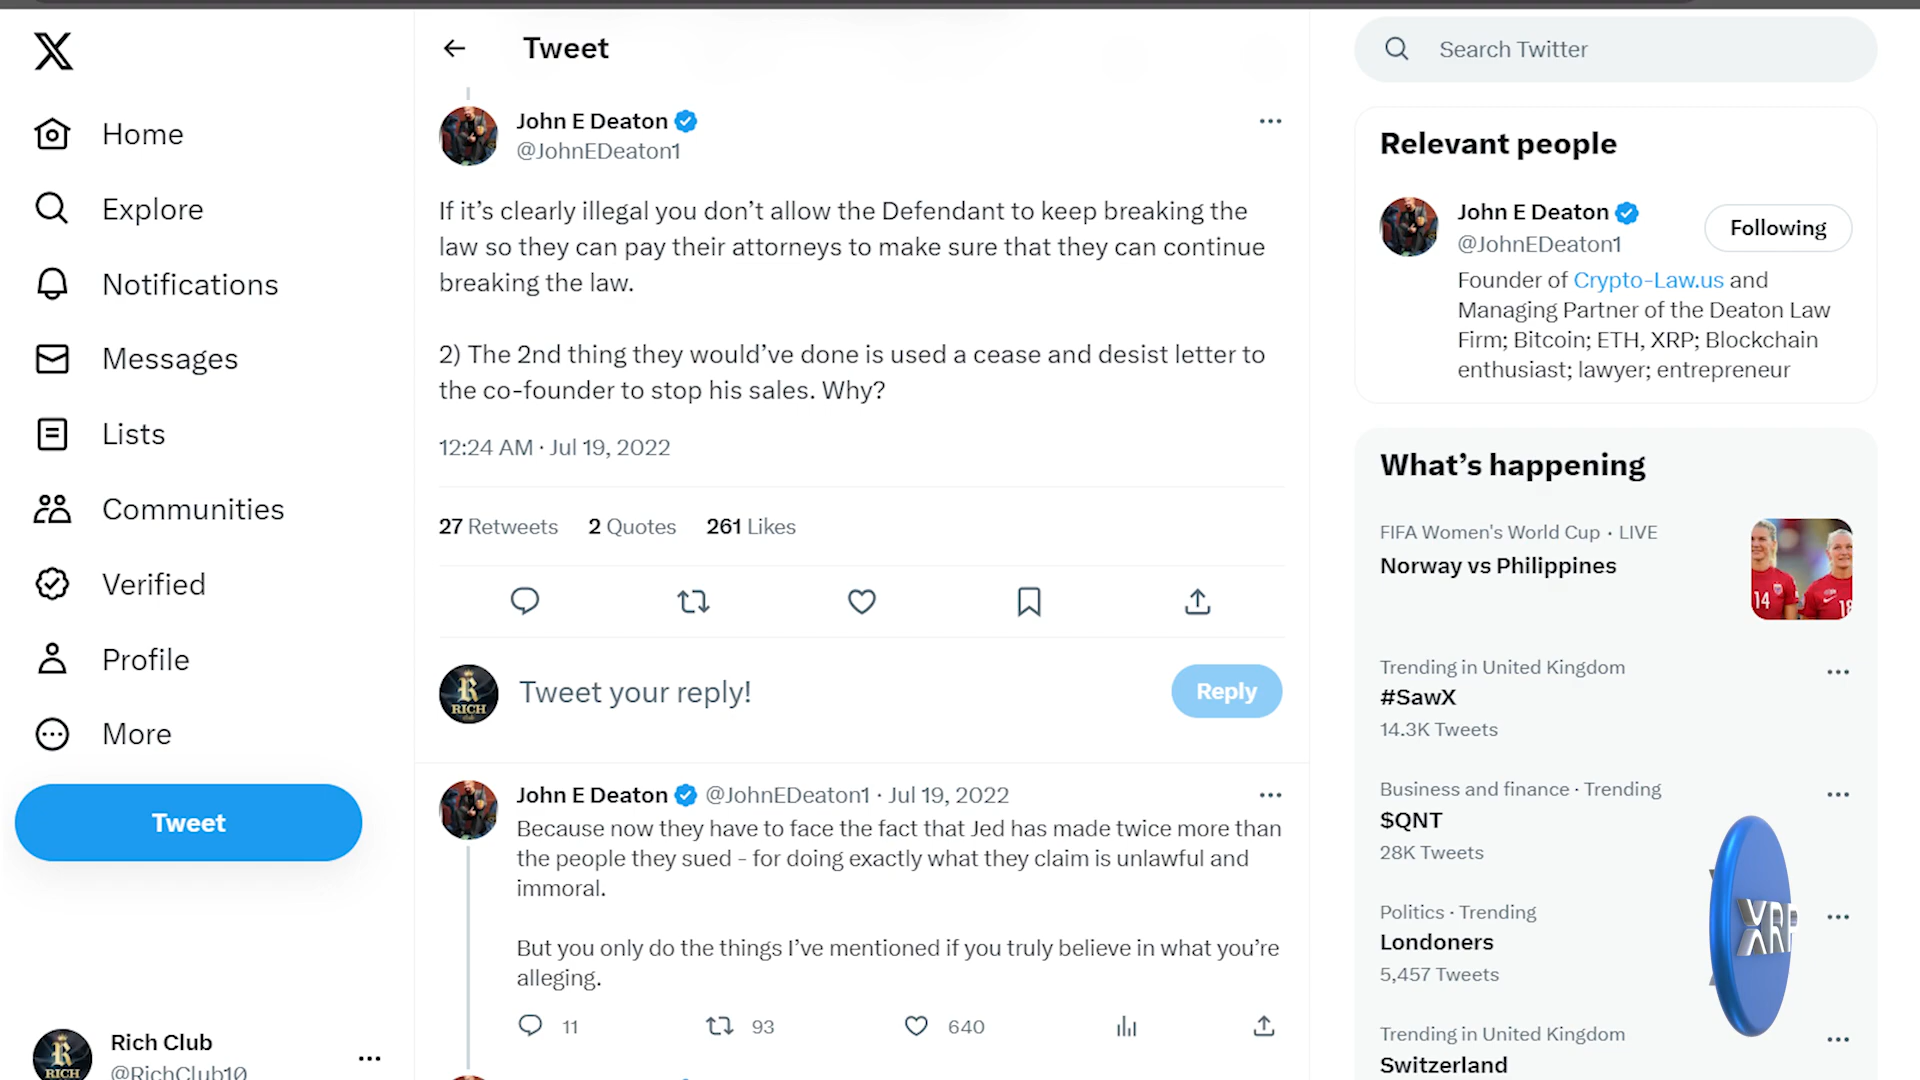 Home
Explore
Notifications
Messages
Lists
Communities
Verified
Profile
More
Tweet
Rich Club
@RichClub10
RICH
Tweet
John E Deaton
@JohnEDeaton1
If it’s clearly illegal you don’t allow the Defendant to keep breaking the
law so they can pay their attorneys to make sure that they can continue
breaking the law.
2) The 2nd thing they would’ve done is used a cease and desist letter to
the co-founder to stop his sales. Why?
12:24 AM · Jul 19, 2022
27 Retweets 2 Quotes 261 Likes
RICH
Tweet your reply!
Reply
John E Deaton @JohnEDeaton1 · Jul 19, 2022
Because now they have to face the fact that Jed has made twice more than
the people they sued - for doing exactly what they claim is unlawful and
immoral.
But you only do the things I’ve mentioned if you truly believe in what you’re
alleging.
11 93 640
Search Twitter
Relevant people
John E Deaton
@JohnEDeaton1
Following
Founder of Crypto-Law.us and
Managing Partner of the Deaton Law
Firm; Bitcoin; ETH, XRP; Blockchain
enthusiast; lawyer; entrepreneur
What’s happening
FIFA Women's World Cup · LIVE
Norway vs Philippines
14
18
Trending in United Kingdom
#SawX
14.3K Tweets
Business and finance · Trending
$QNT
28K Tweets
Politics · Trending
Londoners
5,457 Tweets
Trending in United Kingdom
Switzerland
XRP